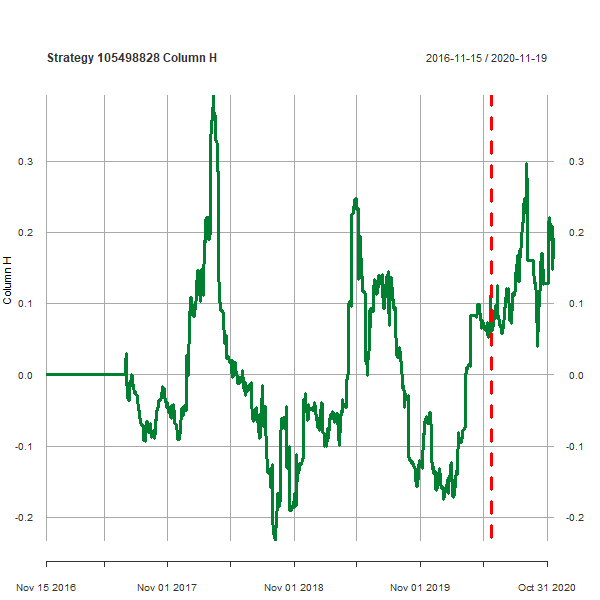 Strategy 105498828 Column H
2016-11-15 / 2020-11-19
0.3 0.3
0.2 0.2
Column H
0.1 0.1
0.0 0.0
-0.1 -0.1
-0.2 -0.2
Nov 15 2016 Nov 01 2017 Nov 01 2018 Nov 01 2019 Oct 31 2020